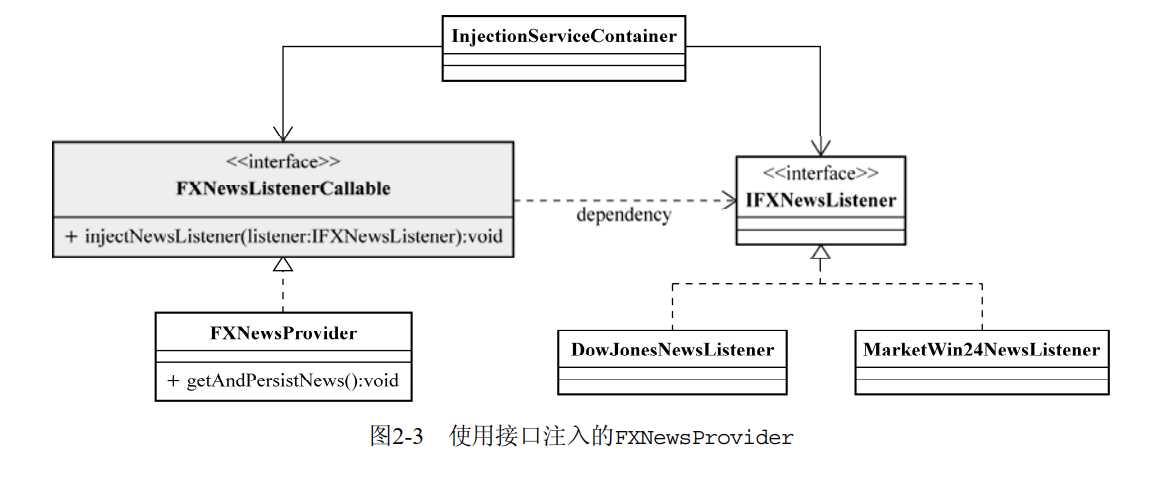 InjectionServiceContainer
<<interface>>
FXNewsListenerCallable
+ injectNewsListener(listener:IFXNewsListener):void
dependency
<<interface>>
IFXNewsListener
FXNewsProvider
+ getAndPersistNews():void
DowJonesNewsListener
MarketWin24NewsListener
图2-3 使用接口注入的FXNewsProvider